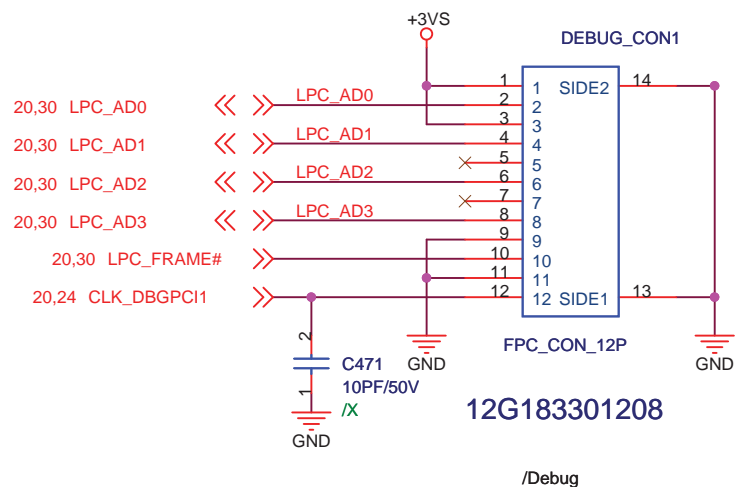 +3VS
DEBUG_CON1
1 1 SIDE2 14
20,30 LPC_AD0 LPC_AD0 2 2
3 3
20,30 LPC_AD1 LPC_AD1 4 4
5 5
20,30 LPC_AD2 LPC_AD2 6 6
7 7
20,30 LPC_AD3 LPC_AD3 8 8
9 9
20,30 LPC_FRAME# 10 10
11 11
20,24 CLK_DBGPCI1 12 12 SIDE1 13
2
C471
GND
FPC_CON_12P
GND
10PF/50V
1
/X
12G183301208
GND
/Debug